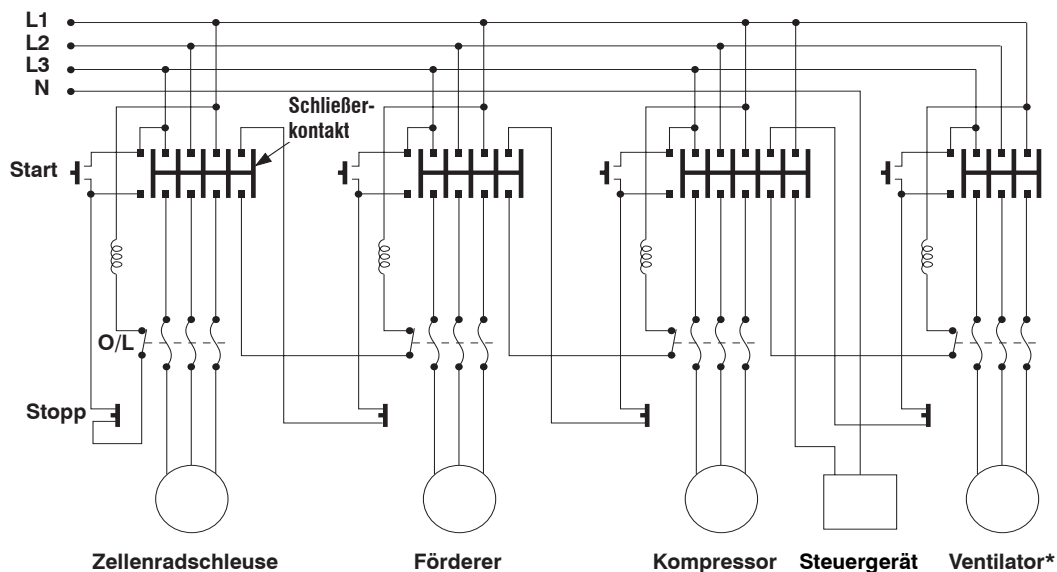 L1
L2
L3
N
Schließer-
kontakt
Start
O/L
Stopp
Zellenradschleuse Förderer Kompressor Steuergerät Ventilator*